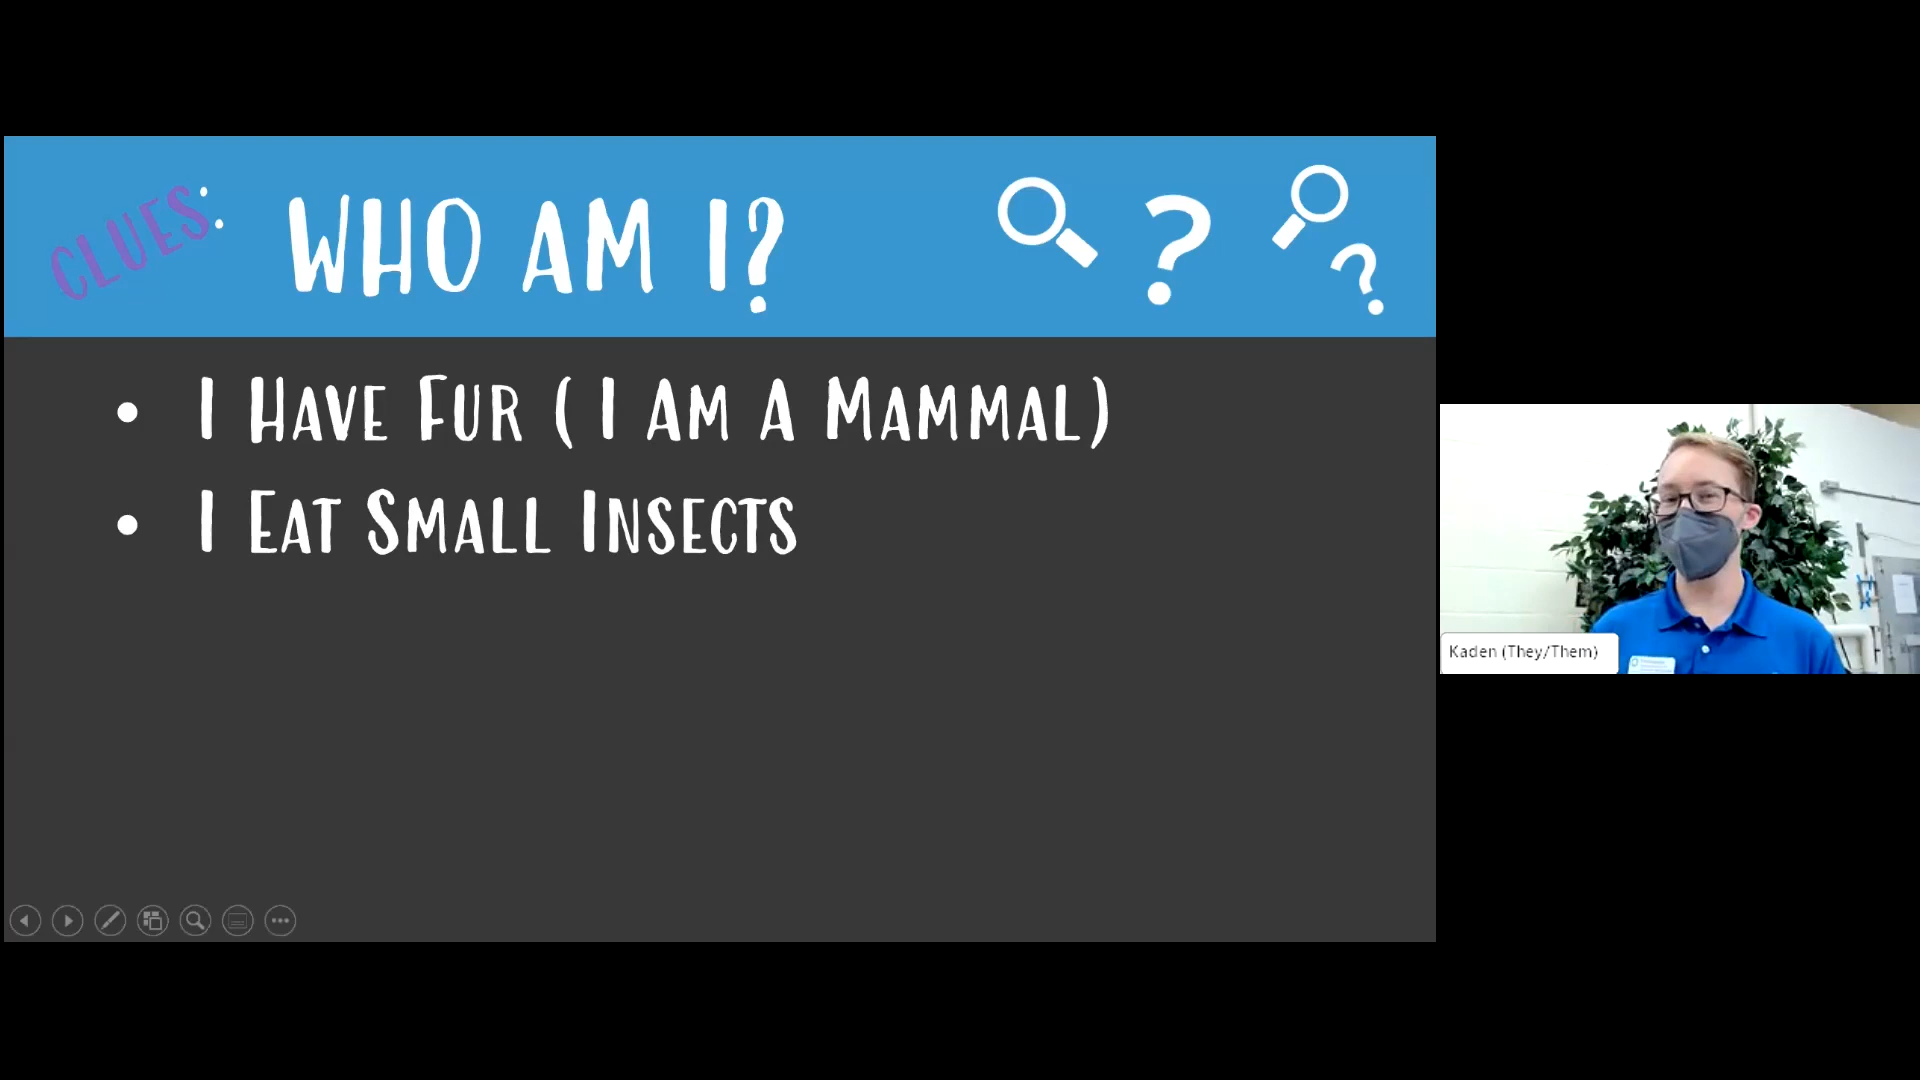 CLUES:
WHO AM I?
? ?
• I HAVE FUR ( I AM A MAMMAL)
• I EAT SMALL INSECTS
Kaden (They/Them)